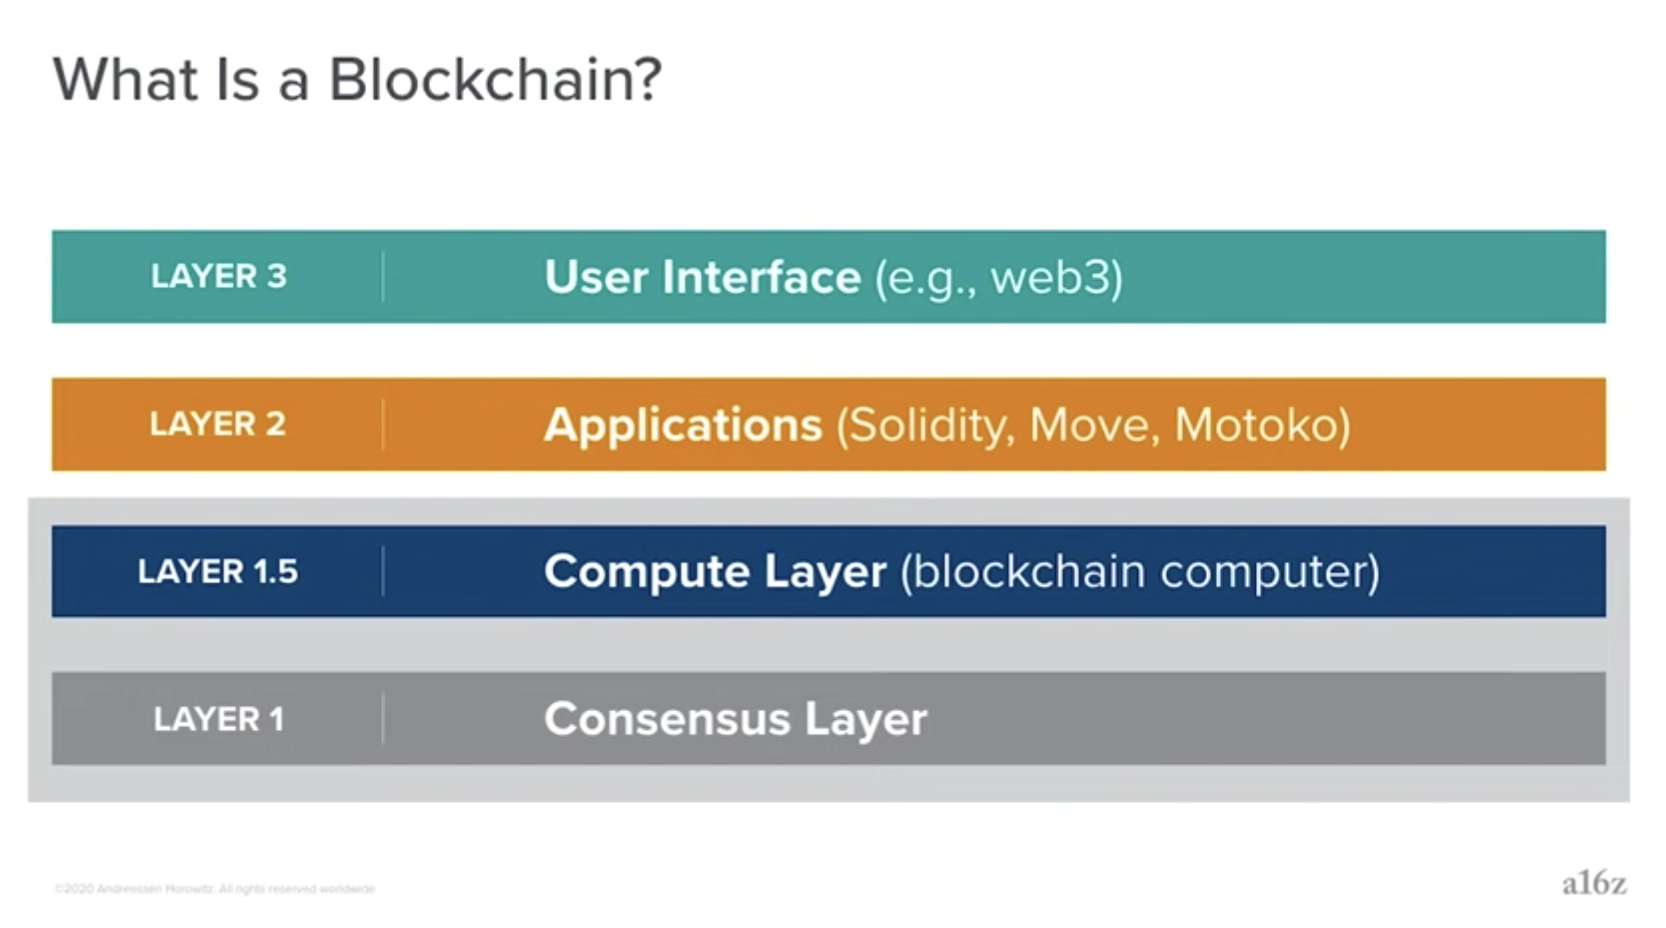 What Is a Blockchain?
LAYER 3 User Interface (e.g., web3)
LAYER 2 Applications (Solidity, Move, Motoko)
LAYER 1.5 Compute Layer (blockchain computer)
LAYER 1 Consensus Layer
©2020 Andreessen Horowitz. All rights reserved worldwide
a16z